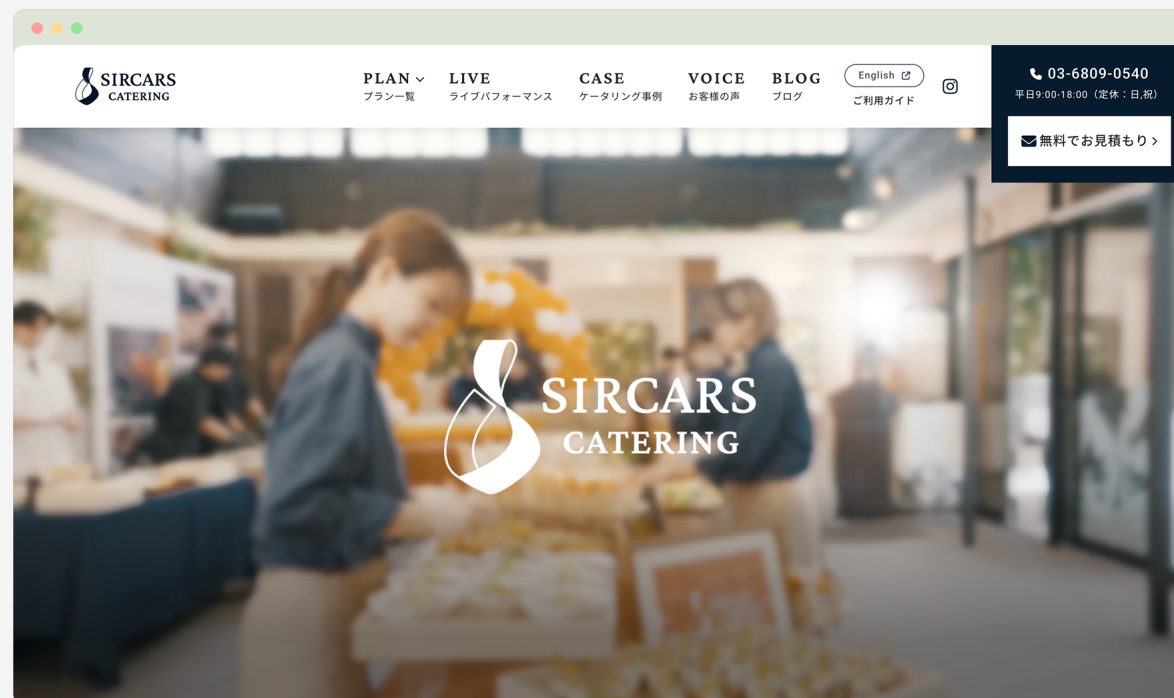 SIRCARS
CATERING
PLAN
プラン一覧
LIVE
ライブパフォーマンス
CASE
ケータリング事例
VOICE
お客様の声
BLOG
ブログ
English
ご利用ガイド
03-6809-0540
平日9:00-18:00（定休：日,祝）
無料でお見積もり
SIRCARS
CATERING